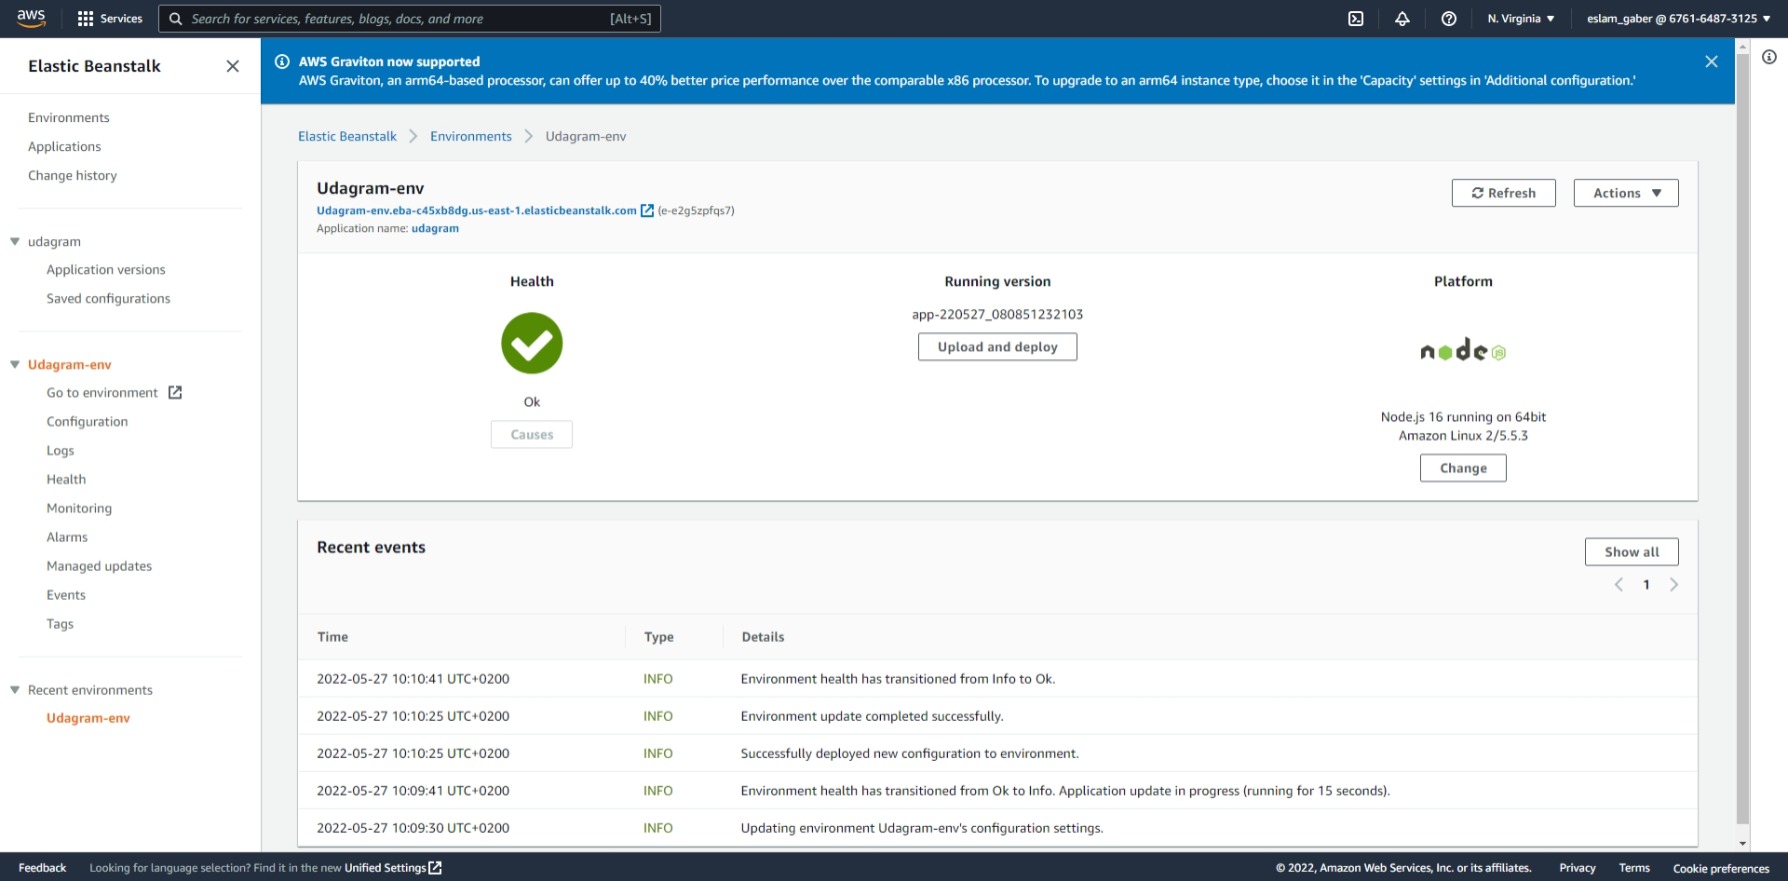 aws
Services
Search for services, features, blogs, docs, and more
[Alt+S]
N. Virginia
eslam_gaber @ 6761-6487-3125
Elastic Beanstalk
Environments
Applications
Change history
udagram
Application versions
Saved configurations
Udagram-env
Go to environment
Configuration
Logs
Health
Monitoring
Alarms
Managed updates
Events
Tags
Recent environments
Udagram-env
AWS Graviton now supported
AWS Graviton, an arm64-based processor, can offer up to 40% better price performance over the comparable x86 processor. To upgrade to an arm64 instance type, choose it in the 'Capacity' settings in 'Additional configuration.'
Elastic Beanstalk > Environments > Udagram-env
Udagram-env
Udagram-env.eba-c45xb8dg.us-east-1.elasticbeanstalk.com (e-e2g5zpfqs7)
Application name: udagram
Refresh
Actions
Health
Ok
Causes
Running version
app-220527_080851232103
Upload and deploy
Platform
node JS
Node.js 16 running on 64bit
Amazon Linux 2/5.5.3
Change
Recent events
Show all
< 1 >
Time Type Details
2022-05-27 10:10:41 UTC+0200 INFO Environment health has transitioned from Info to Ok.
2022-05-27 10:10:25 UTC+0200 INFO Environment update completed successfully.
2022-05-27 10:10:25 UTC+0200 INFO Successfully deployed new configuration to environment.
2022-05-27 10:09:41 UTC+0200 INFO Environment health has transitioned from Ok to Info. Application update in progress (running for 15 seconds).
2022-05-27 10:09:30 UTC+0200 INFO Updating environment Udagram-env's configuration settings.
Feedback
Looking for language selection? Find it in the new Unified Settings
© 2022, Amazon Web Services, Inc. or its affiliates.
Privacy
Terms
Cookie preferences